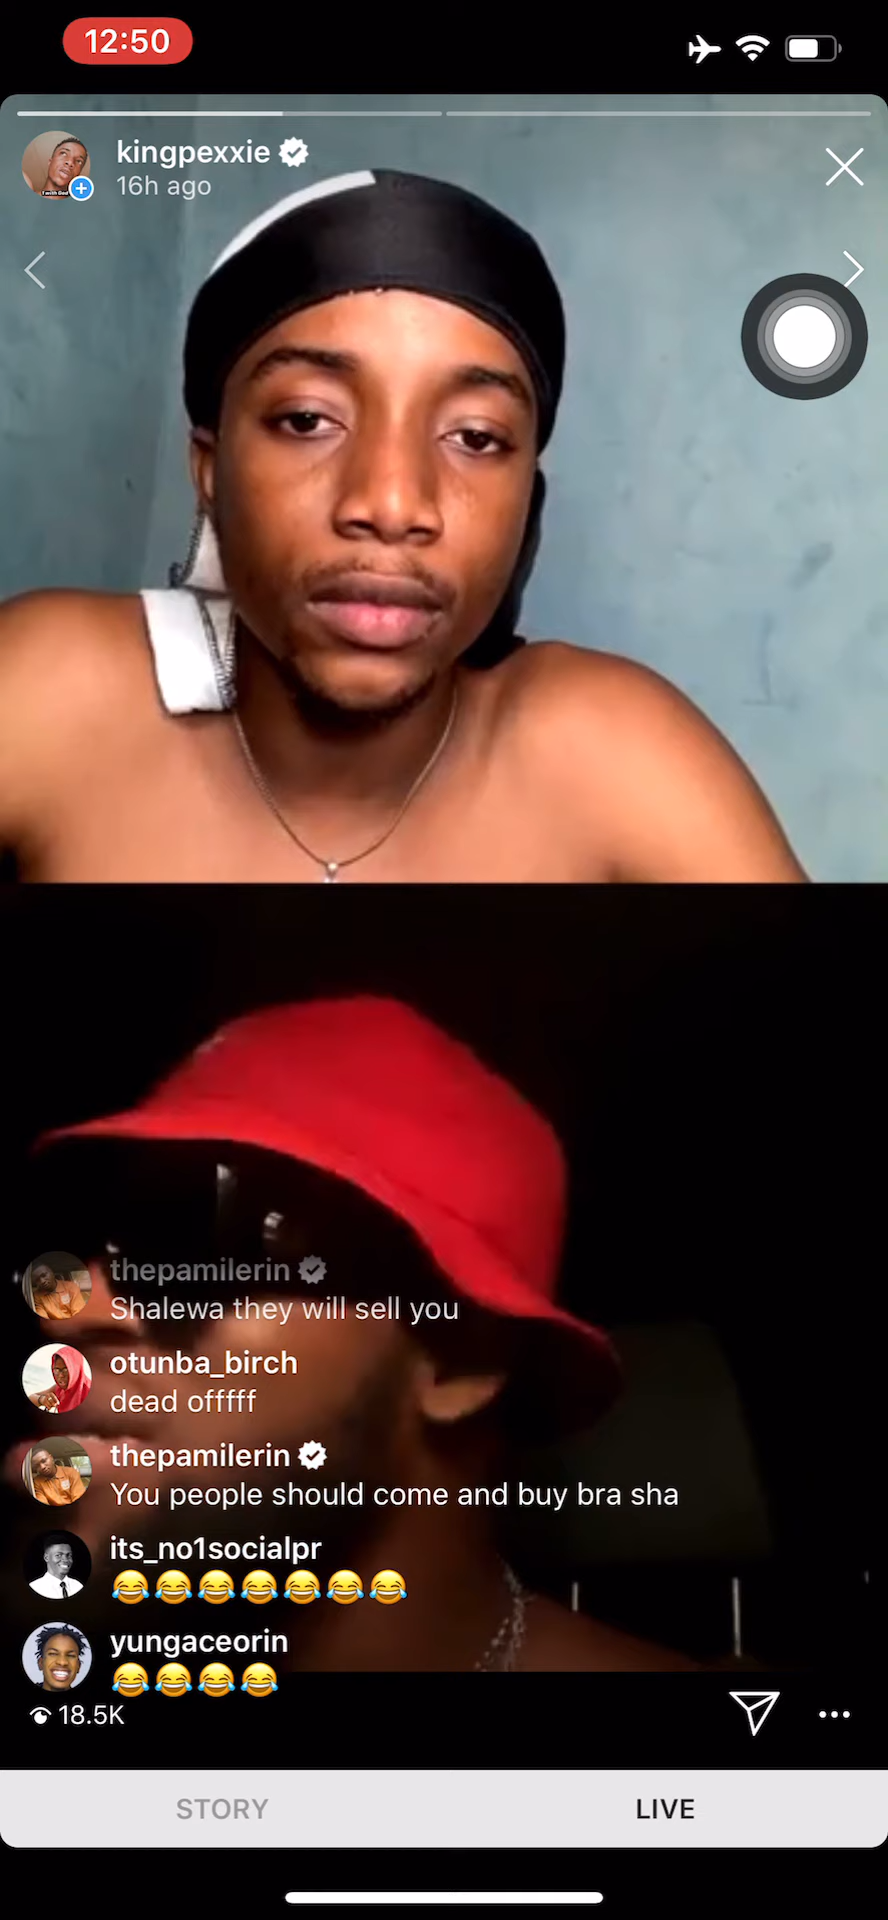 12:50
kingpexxie
16h ago
thepamilerin
Shalewa they will sell you
otunba_birch
dead offfff
thepamilerin
You people should come and buy bra sha
its_no1socialpr
😂😂😂😂😂😂😂
yungaceorin
😂😂😂😂
18.5K
STORY
LIVE